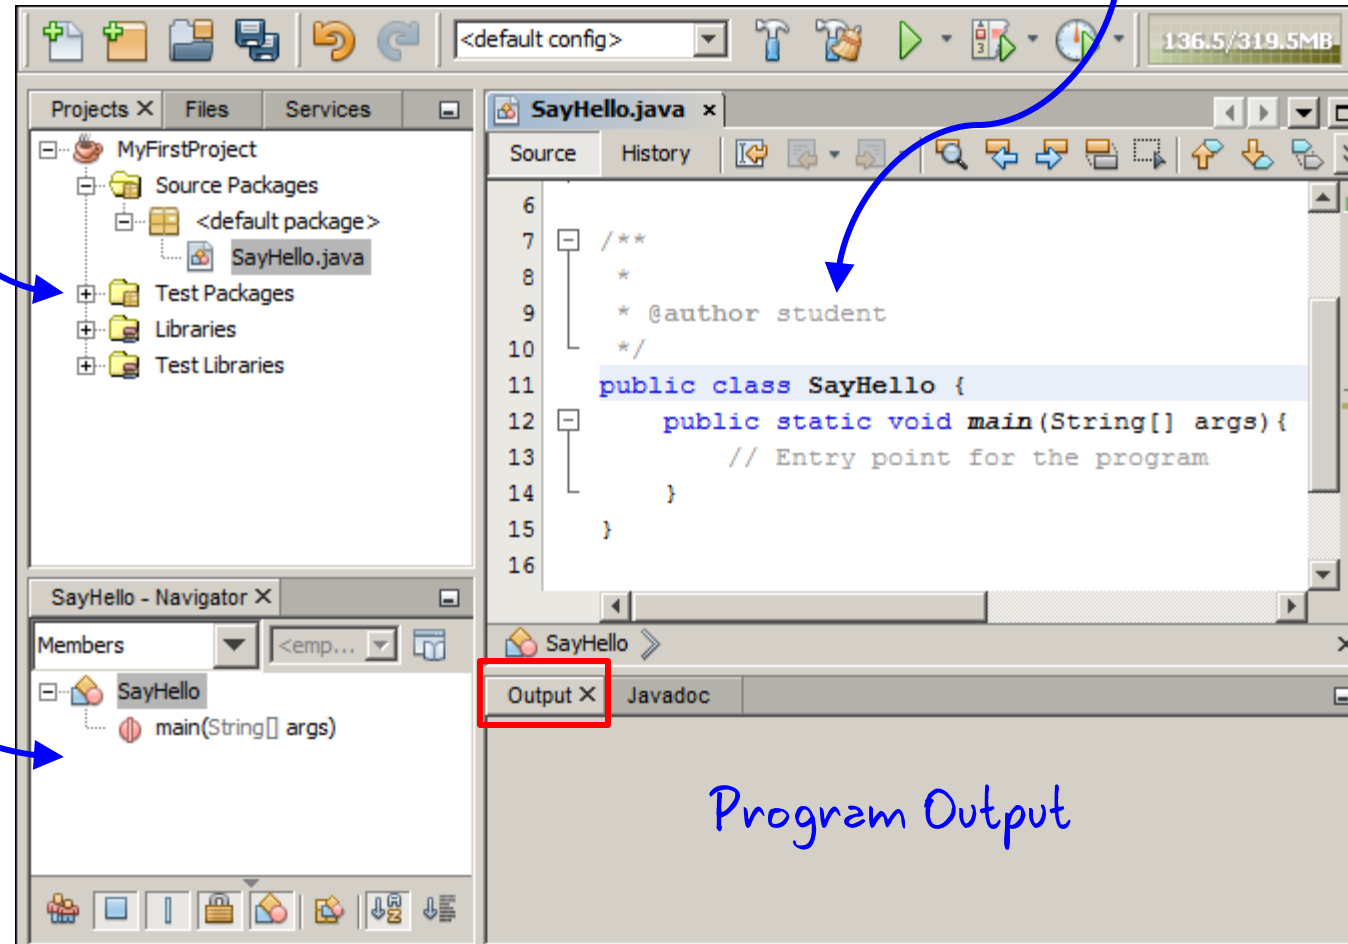 <default config>
136.5/319.5MB
Projects
Files
Services
MyFirstProject
Source Packages
<default package>
SayHello.java
Test Packages
Libraries
Test Libraries
SayHello.java
Source
History
6
7 /**
8 *
9 * @author student
10 */
11 public class SayHello {
12 public static void main(String[] args){
13 // Entry point for the program
14 }
15 }
16
SayHello
SayHello - Navigator
Members
<emp...
SayHello
main(String[] args)
Output
Javadoc
Program Output